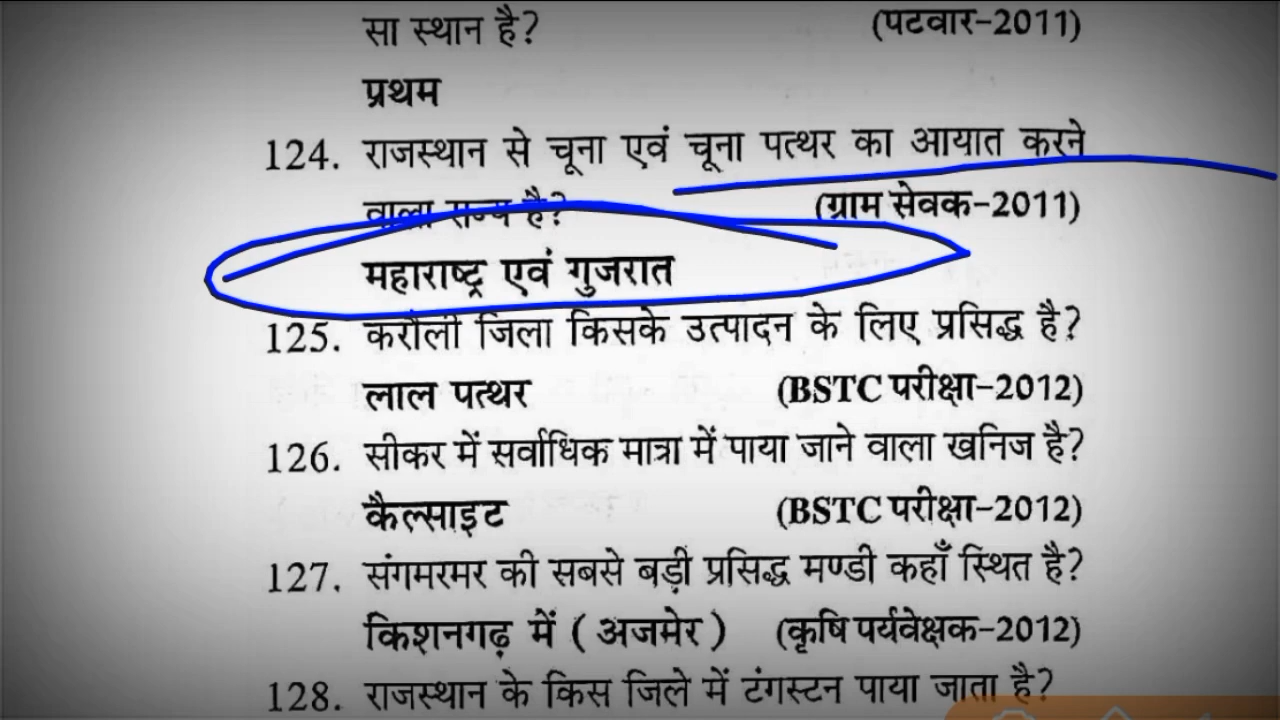 सा स्थान है? (पटवार-2011)
प्रथम
124. राजस्थान से चूना एवं चूना पत्थर का आयात करने
वाला राज्य है? (ग्राम सेवक-2011)
महाराष्ट्र एवं गुजरात
125. करौली जिला किसके उत्पादन के लिए प्रसिद्ध है?
लाल पत्थर (BSTC परीक्षा-2012)
126. सीकर में सर्वाधिक मात्रा में पाया जाने वाला खनिज है?
कैल्साइट (BSTC परीक्षा-2012)
127. संगमरमर की सबसे बड़ी प्रसिद्ध मण्डी कहाँ स्थित है?
किशनगढ़ में ( अजमेर ) (कृषि पर्यवेक्षक-2012)
128. राजस्थान के किस जिले में टंगस्टन पाया जाता है?